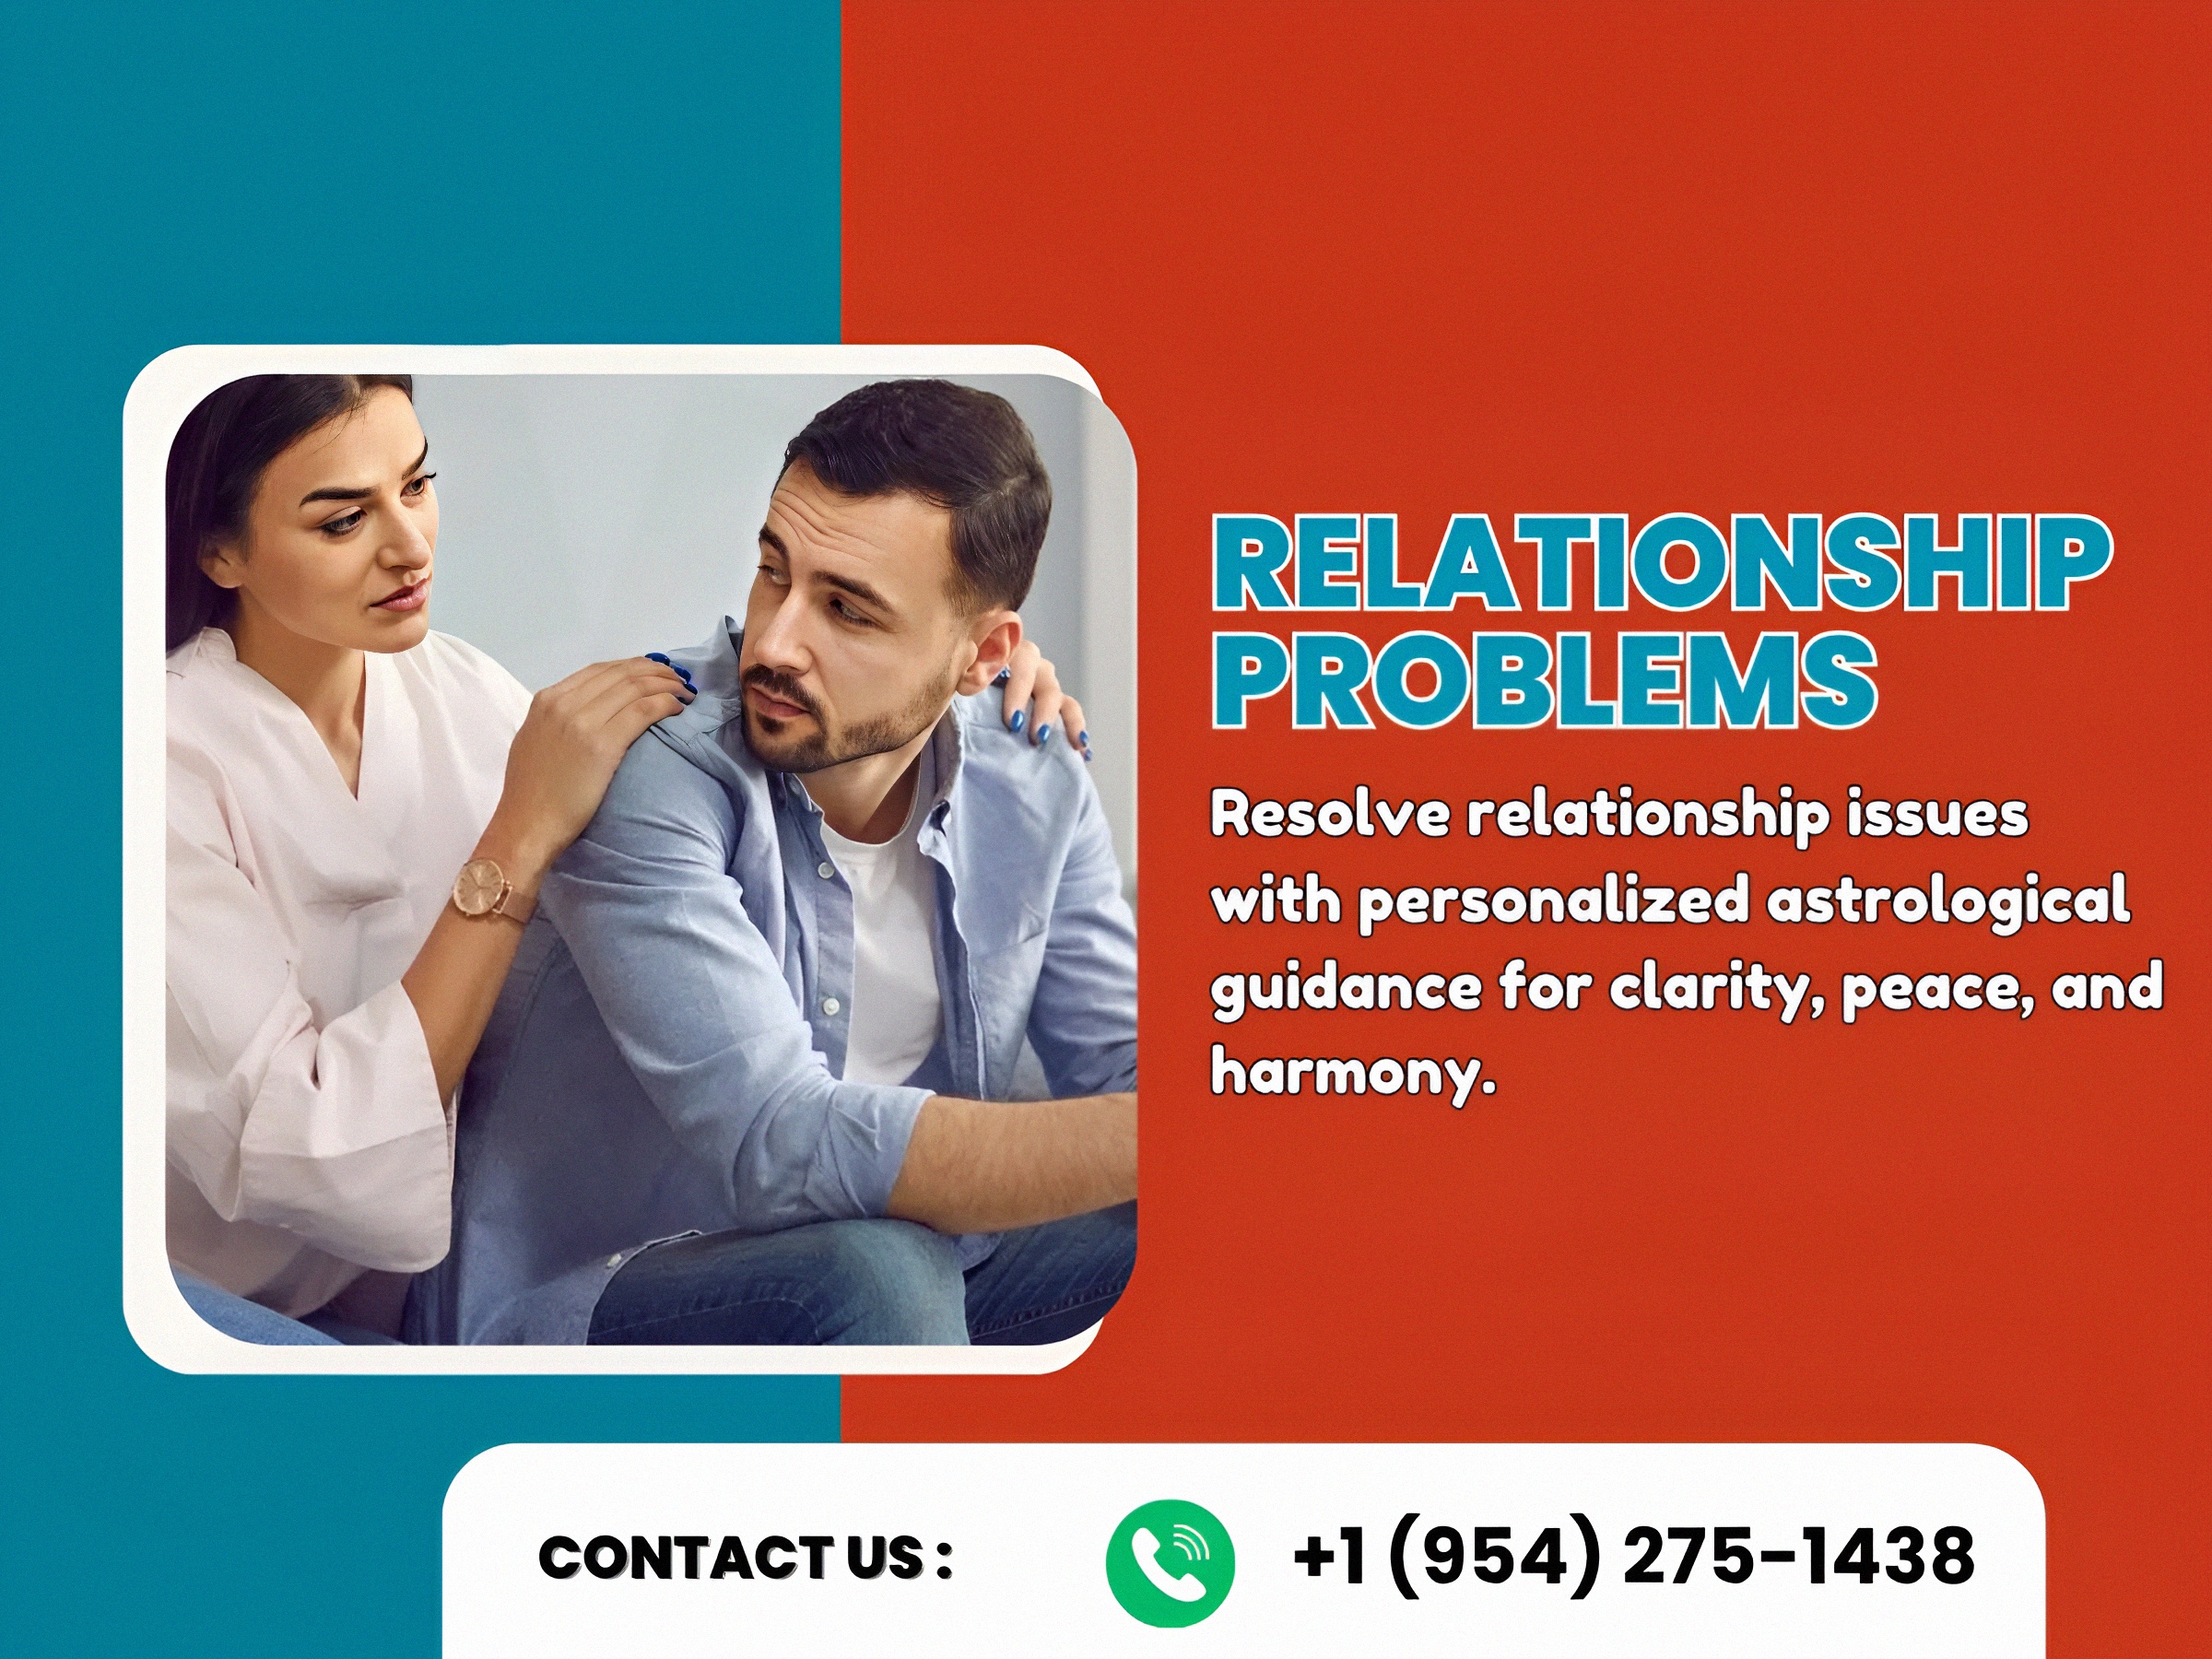 RELATIONSHIP
PROBLEMS
Resolve relationship issues
with personalized astrological
guidance for clarity, peace, and
harmony.
CONTACT US : +1 (954) 275-1438